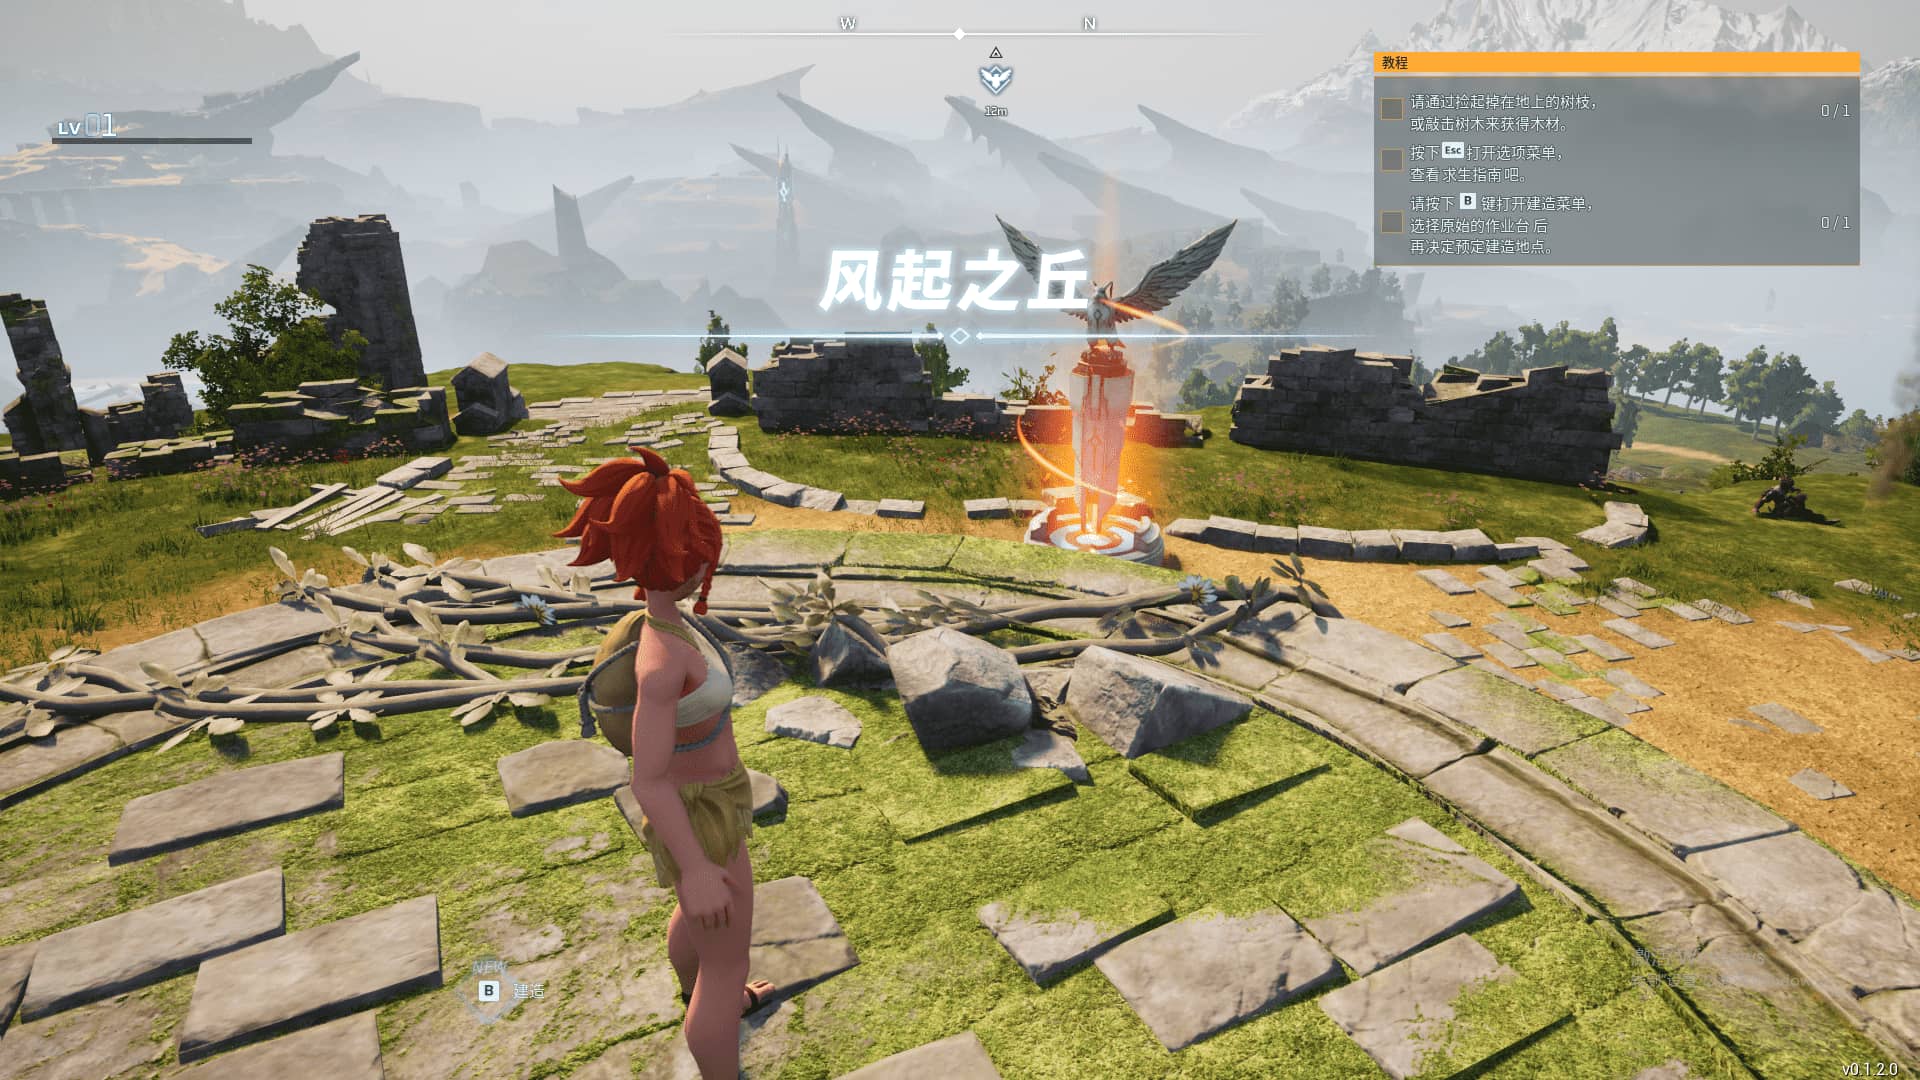 W
N
12m
LV 01
教程
请通过捡起掉在地上的树枝，
或敲击树木来获得木材。
0 / 1
按下 Esc 打开选项菜单，
查看 求生指南 吧。
请按下 B 键打开建造菜单，
选择原始的作业台 后
再决定预定建造地点。
0 / 1
风起之丘
NEW
B 建造
v0.1.2.0